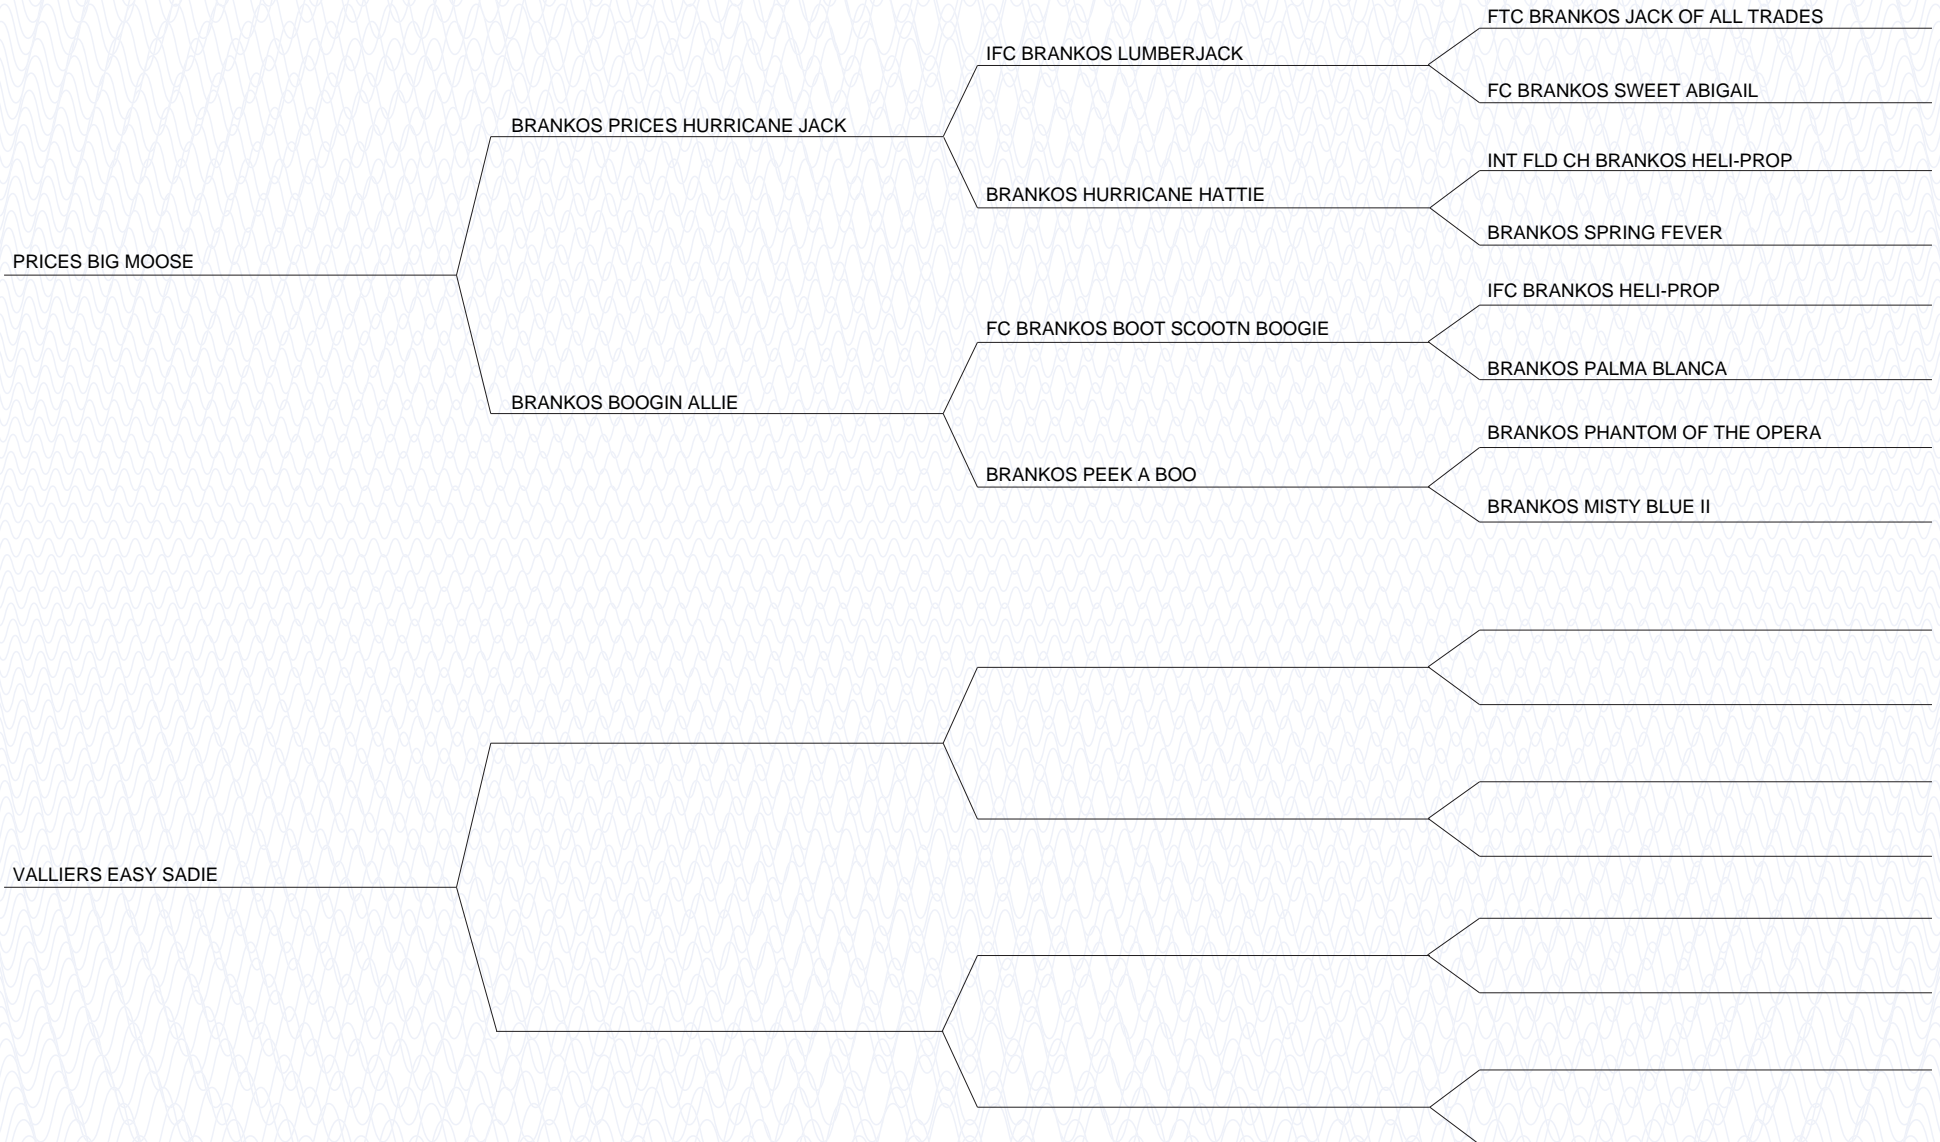 FTC BRANKOS JACK OF ALL TRADES
IFC BRANKOS LUMBERJACK
FC BRANKOS SWEET ABIGAIL
BRANKOS PRICES HURRICANE JACK
INT FLD CH BRANKOS HELI-PROP
BRANKOS HURRICANE HATTIE
BRANKOS SPRING FEVER
PRICES BIG MOOSE
IFC BRANKOS HELI-PROP
FC BRANKOS BOOT SCOOTN BOOGIE
BRANKOS PALMA BLANCA
BRANKOS BOOGIN ALLIE
BRANKOS PHANTOM OF THE OPERA
BRANKOS PEEK A BOO
BRANKOS MISTY BLUE II
VALLIERS EASY SADIE